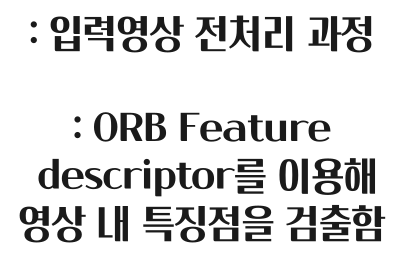 : 입력영상 전처리 과정
: ORB Feature
descriptor를 이용해
영상 내 특징점을 검출함